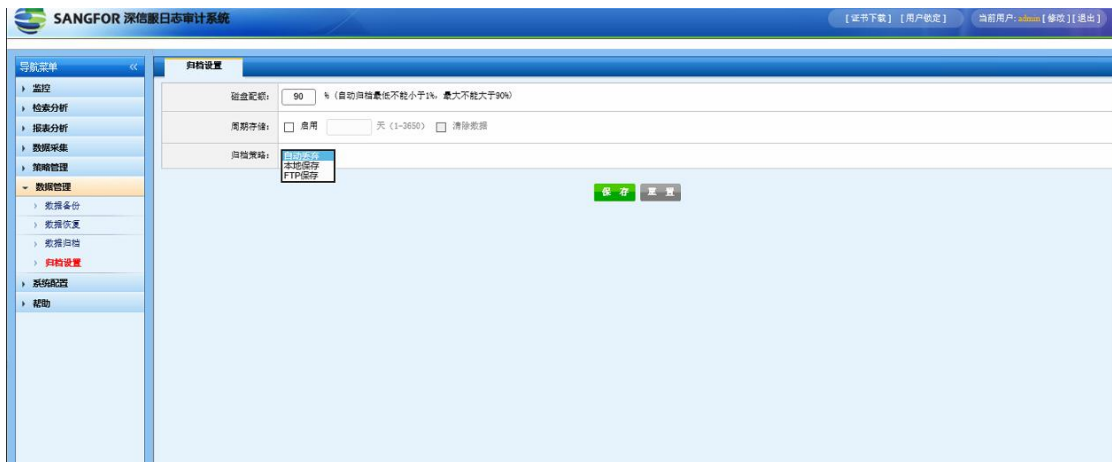 SANGFOR 深信服日志审计系统
[证书下载] [用户锁定]
当前用户:admin[修改][退出]
导航菜单 «
归档设置
监控
检索分析
报表分析
数据采集
策略管理
数据管理
数据备份
数据恢复
数据归档
归档设置
系统配置
帮助
磁盘配额: 90 % (自动归档最低不能小于1%, 最大不能大于90%)
周期存储: 启用 天 (1-3650) 清除数据
归档策略:
本地保存
FTP保存
保存 重置